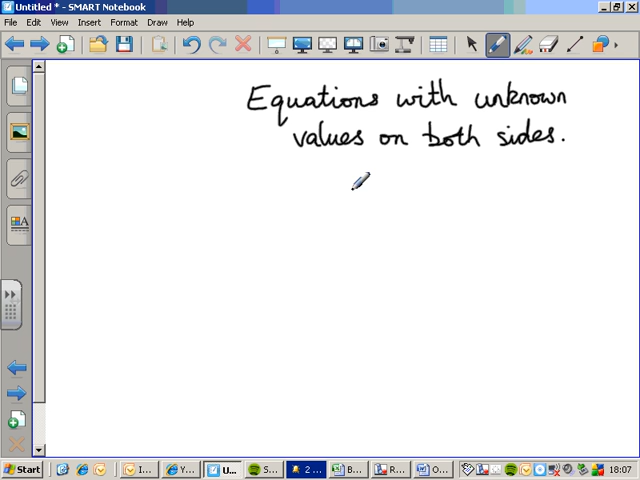 Untitled * - SMART Notebook
File Edit View Insert Format Draw Help
Equations with unknown
values on both sides.
Start I... Y... U... S... 2 ... B... R... O... 18:07